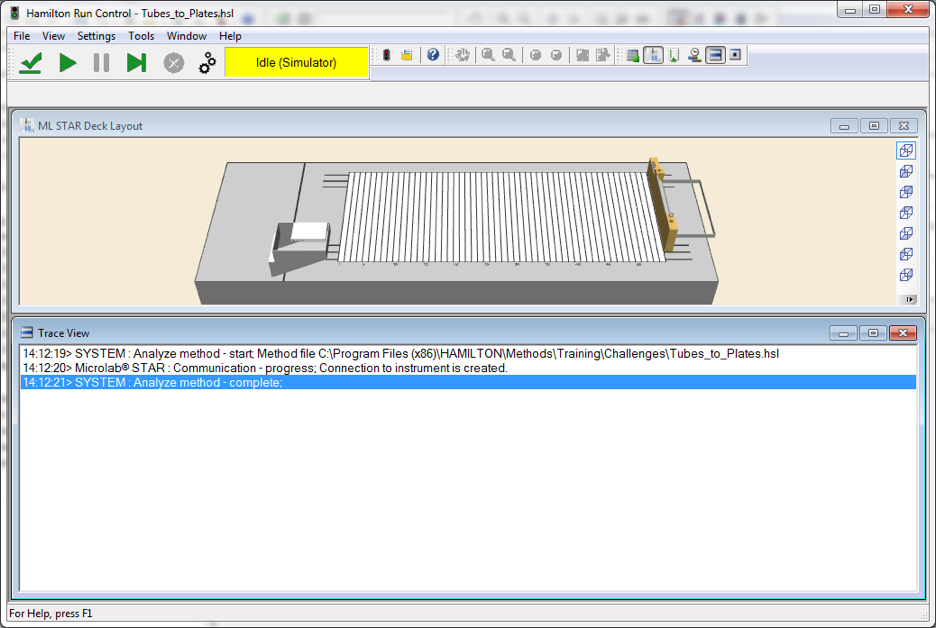 Hamilton Run Control - Tubes_to_Plates.hsl
File View Settings Tools Window Help
Idle (Simulator)
ML STAR Deck Layout
Trace View
14:12:19> SYSTEM : Analyze method - start; Method file C:\Program Files (x86)\HAMILTON\Methods\Training\Challenges\Tubes_to_Plates.hsl
14:12:20> Microlab® STAR : Communication - progress; Connection to instrument is created.
14:12:21> SYSTEM : Analyze method - complete;
For Help, press F1